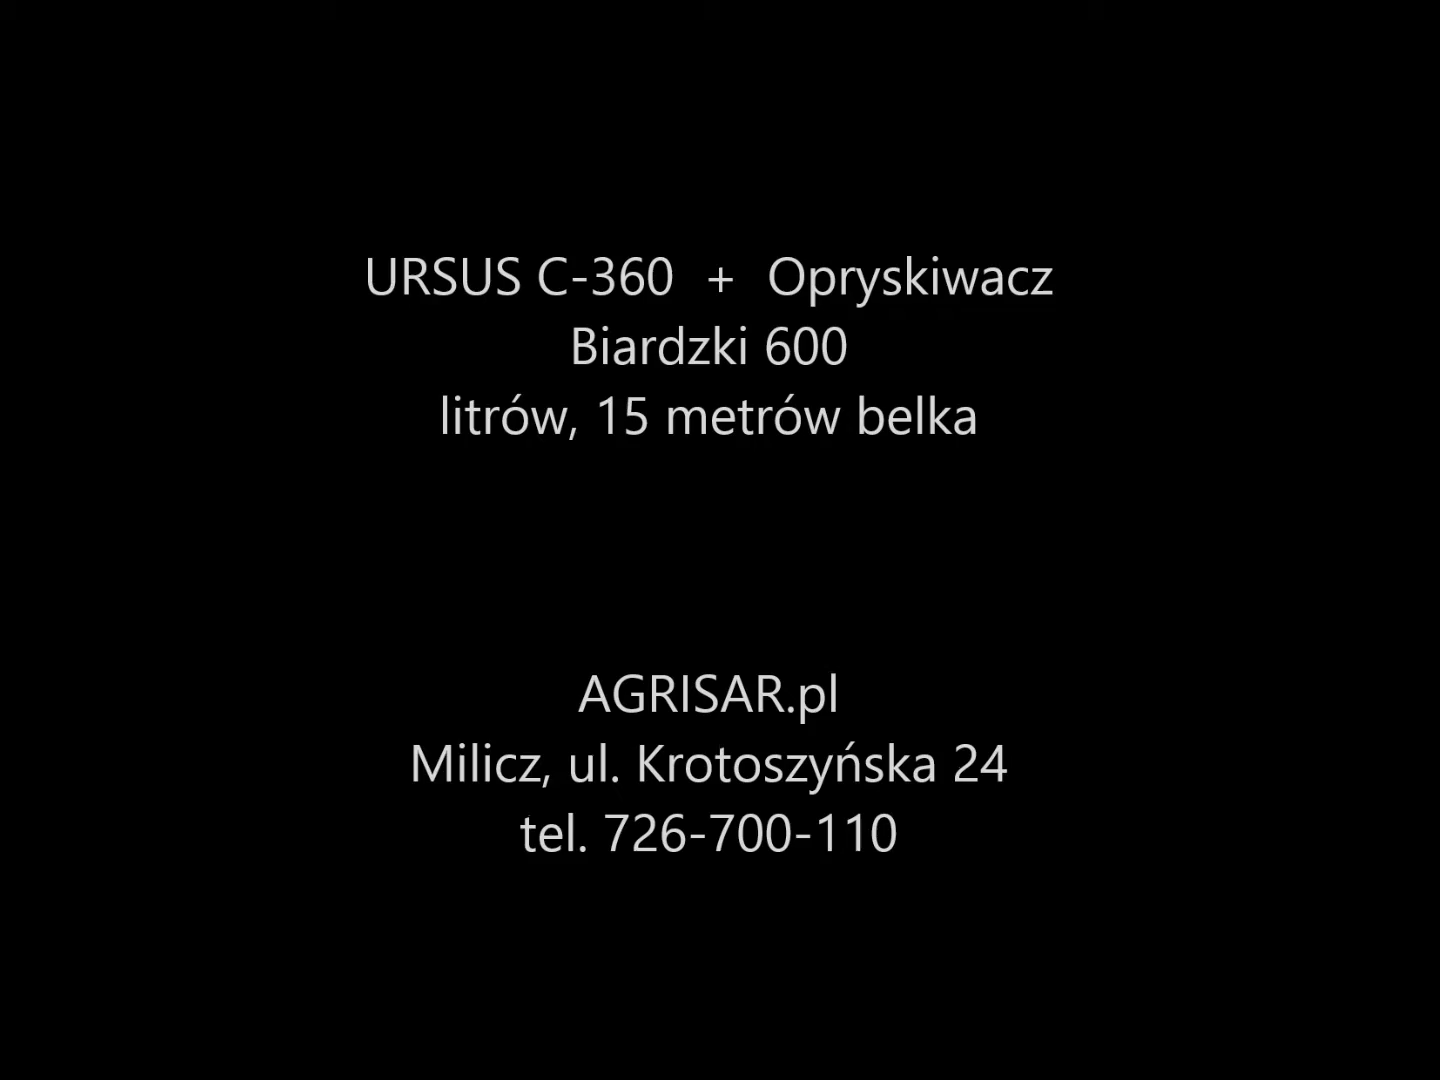 URSUS C-360 + Opryskiwacz
Biardzki 600
litrów, 15 metrów belka
AGRISAR.pl
Milicz, ul. Krotoszyńska 24
tel. 726-700-110